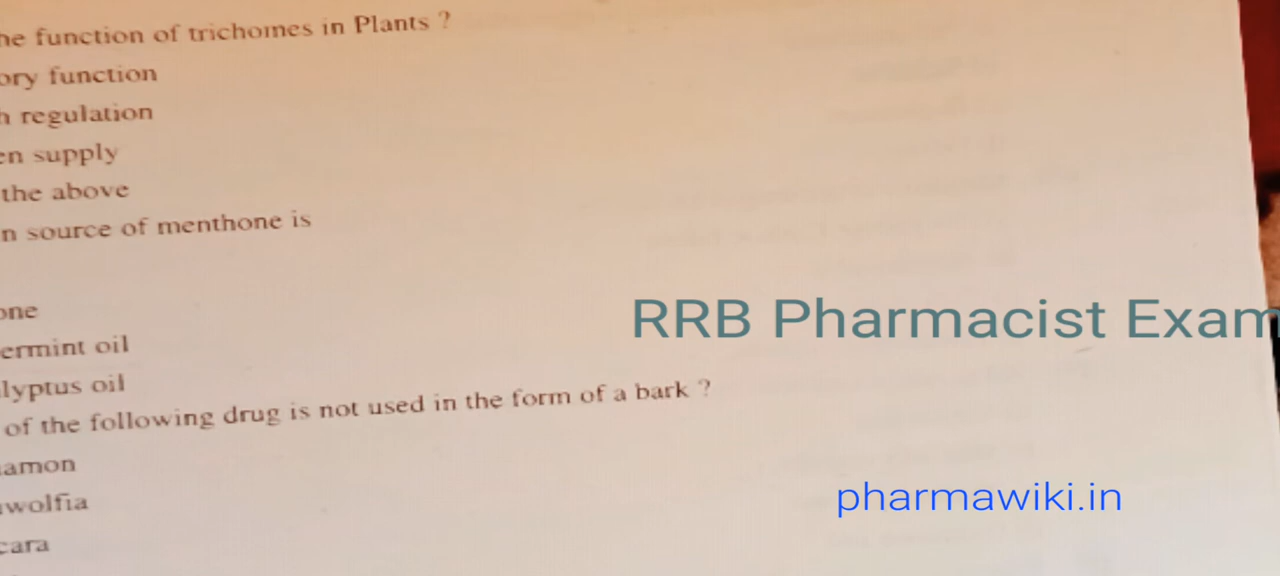 he function of trichomes in Plants ?
ory function
h regulation
en supply
the above
n source of menthone is
one
ermint oil
lyptus oil
of the following drug is not used in the form of a bark ?
amon
wolfia
cara
RRB Pharmacist Exam
pharmawiki.in